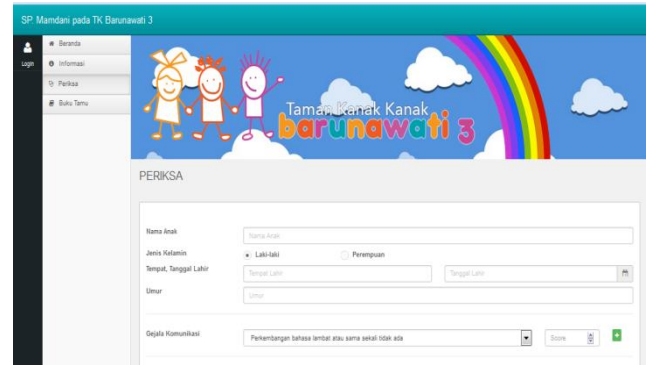 SP. Mamdani pada TK Barunawati 3
Login
Beranda
Informasi
Periksa
Buku Tamu
Taman Kanak Kanak
barunawati 3
PERIKSA
Nama Anak
Nama Anak
Jenis Kelamin
Laki-laki Perempuan
Tempat, Tanggal Lahir
Tempat Lahir Tanggal Lahir
Umur
Umur
Gejala Komunikasi
Perkembangan bahasa lambat atau sama sekali tidak ada Score